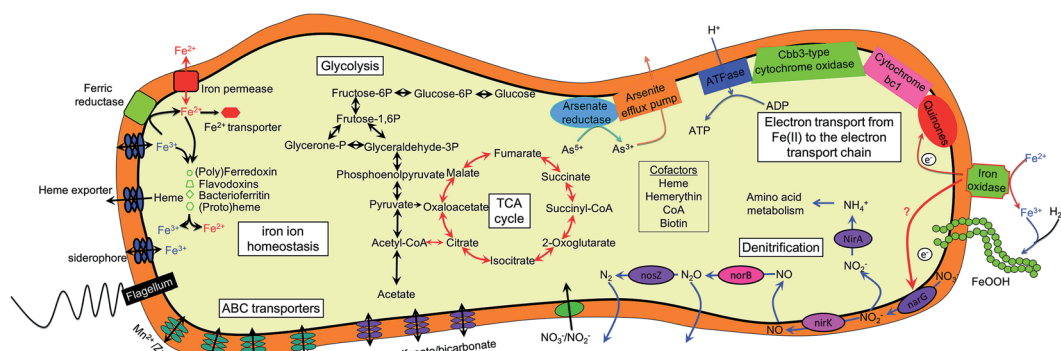 Fe²⁺
Ferric
reductase
Iron permease
Fe²⁺
Fe²⁺ transporter
Fe³⁺
Heme exporter
Heme
(Poly)Ferredoxin
Flavodoxins
Bacterioferritin
(Proto)heme
Fe³⁺
Fe²⁺
siderophore
Fe³⁺
iron ion
homeostasis
Flagellum
ABC transporters
Glycolysis
Fructose-6P
Glucose-6P
Glucose
Frutose-1,6P
Glycerone-P
Glyceraldehyde-3P
Phosphoenolpyruvate
Pyruvate
Acetyl-CoA
Acetate
Malate
Fumarate
Succinate
Succinyl-CoA
2-Oxoglutarate
Isocitrate
Citrate
Oxaloacetate
TCA
cycle
Arsenate
reductase
Arsenite
efflux pump
As⁵⁺
As³⁺
H⁺
ATPase
ATP
ADP
Cbb3-type
cytochrome oxidase
Cytochrome
bc1
Quinones
Electron transport from
Fe(II) to the electron
transport chain
e⁻
Iron
oxidase
Fe²⁺
Fe³⁺
H₂
FeOOH
?
e⁻
Cofactors
Heme
Hemerythin
CoA
Biotin
Amino acid
metabolism
NH₄⁺
NirA
NO₂⁻
Denitrification
N₂
nosZ
N₂O
norB
NO
NO₃⁻
narG
NO₂⁻
nirK
NO
NO₃⁻/NO₂⁻